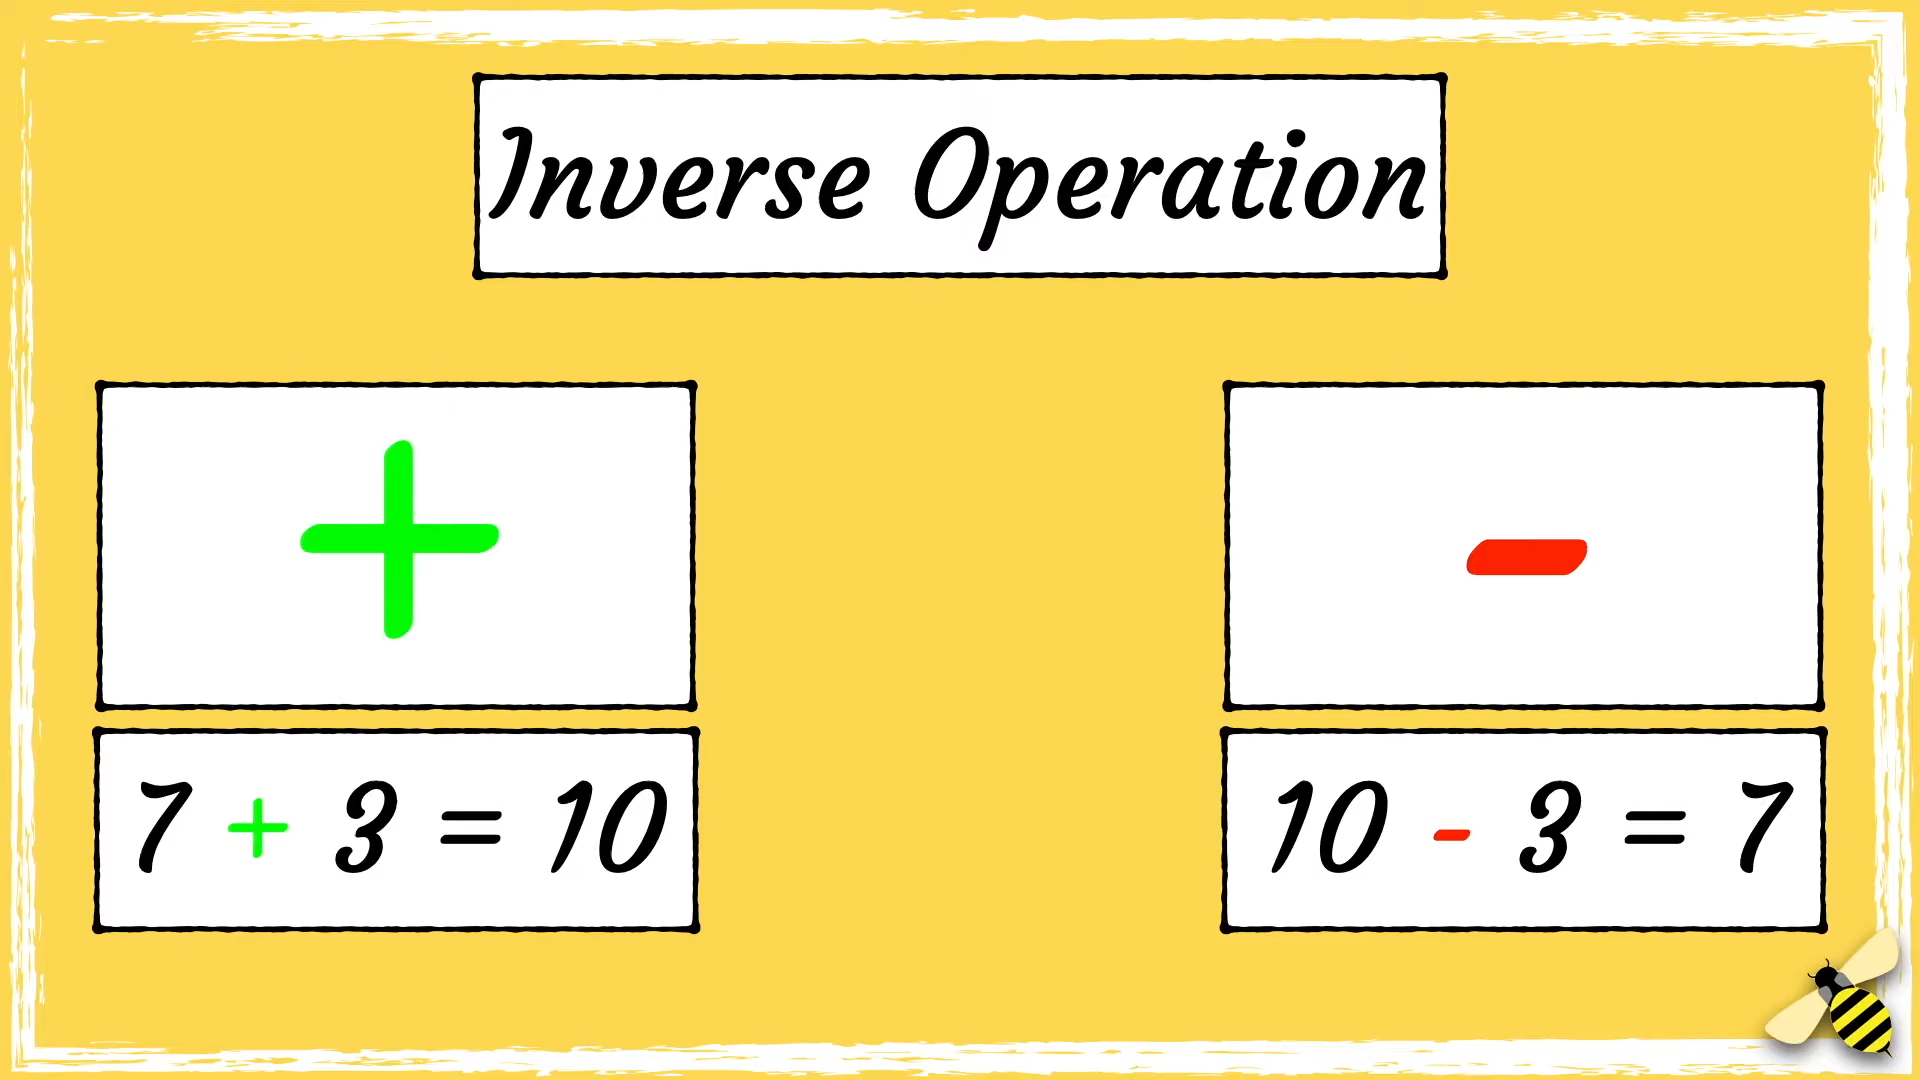 Inverse Operation
+
-
7 + 3 = 10
10 - 3 = 7